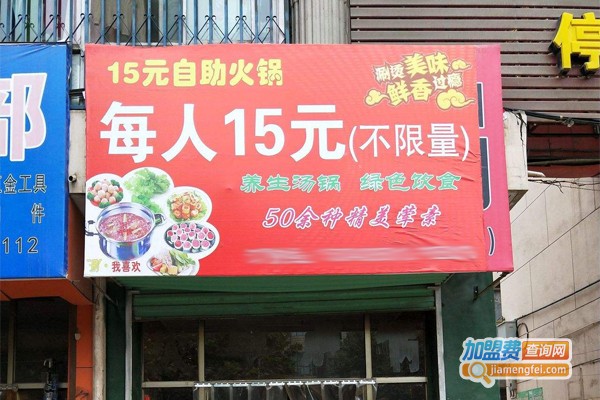 15元自助火锅
涮烫美味
鲜香过瘾
每人15元(不限量)
养生汤锅 绿色饮食
50余种精美荤素
我喜欢
部
金工具
件
112
停
加盟费查询网
jiamengfei.com